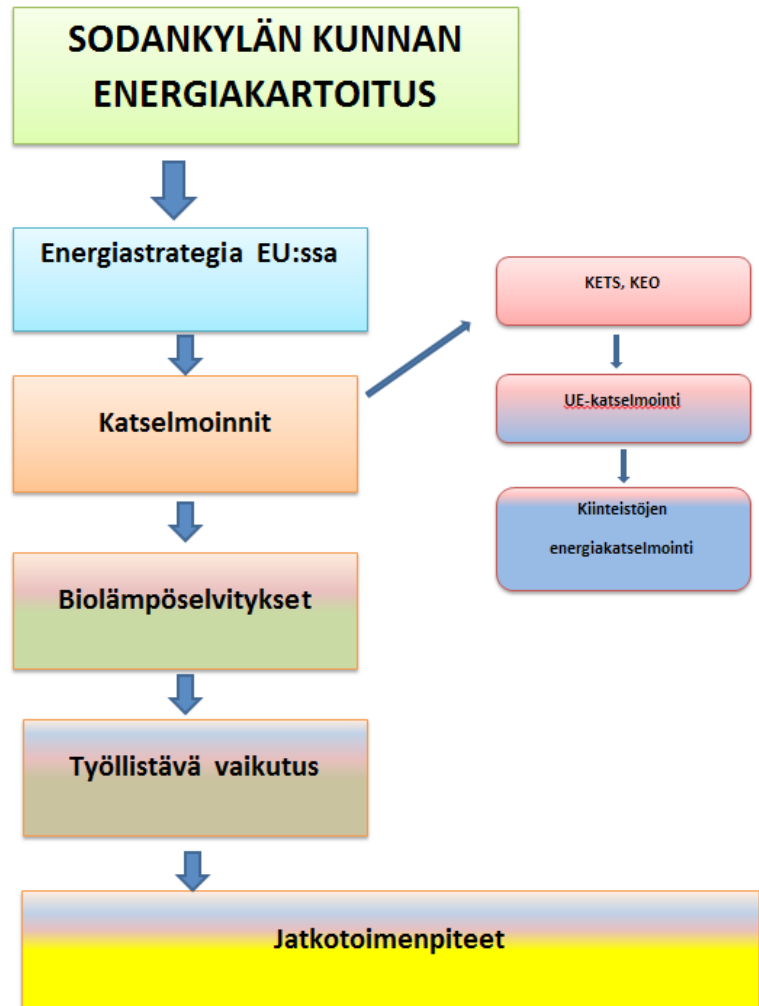 SODANKYLÄN KUNNAN
ENERGIAKARTOITUS
Energiastrategia EU:ssa
Katselmoinnit
KETS, KEO
UE-katselmointi
Kiinteistöjen
energiakatselmointi
Biolämpöselvitykset
Työllistävä vaikutus
Jatkotoimenpiteet